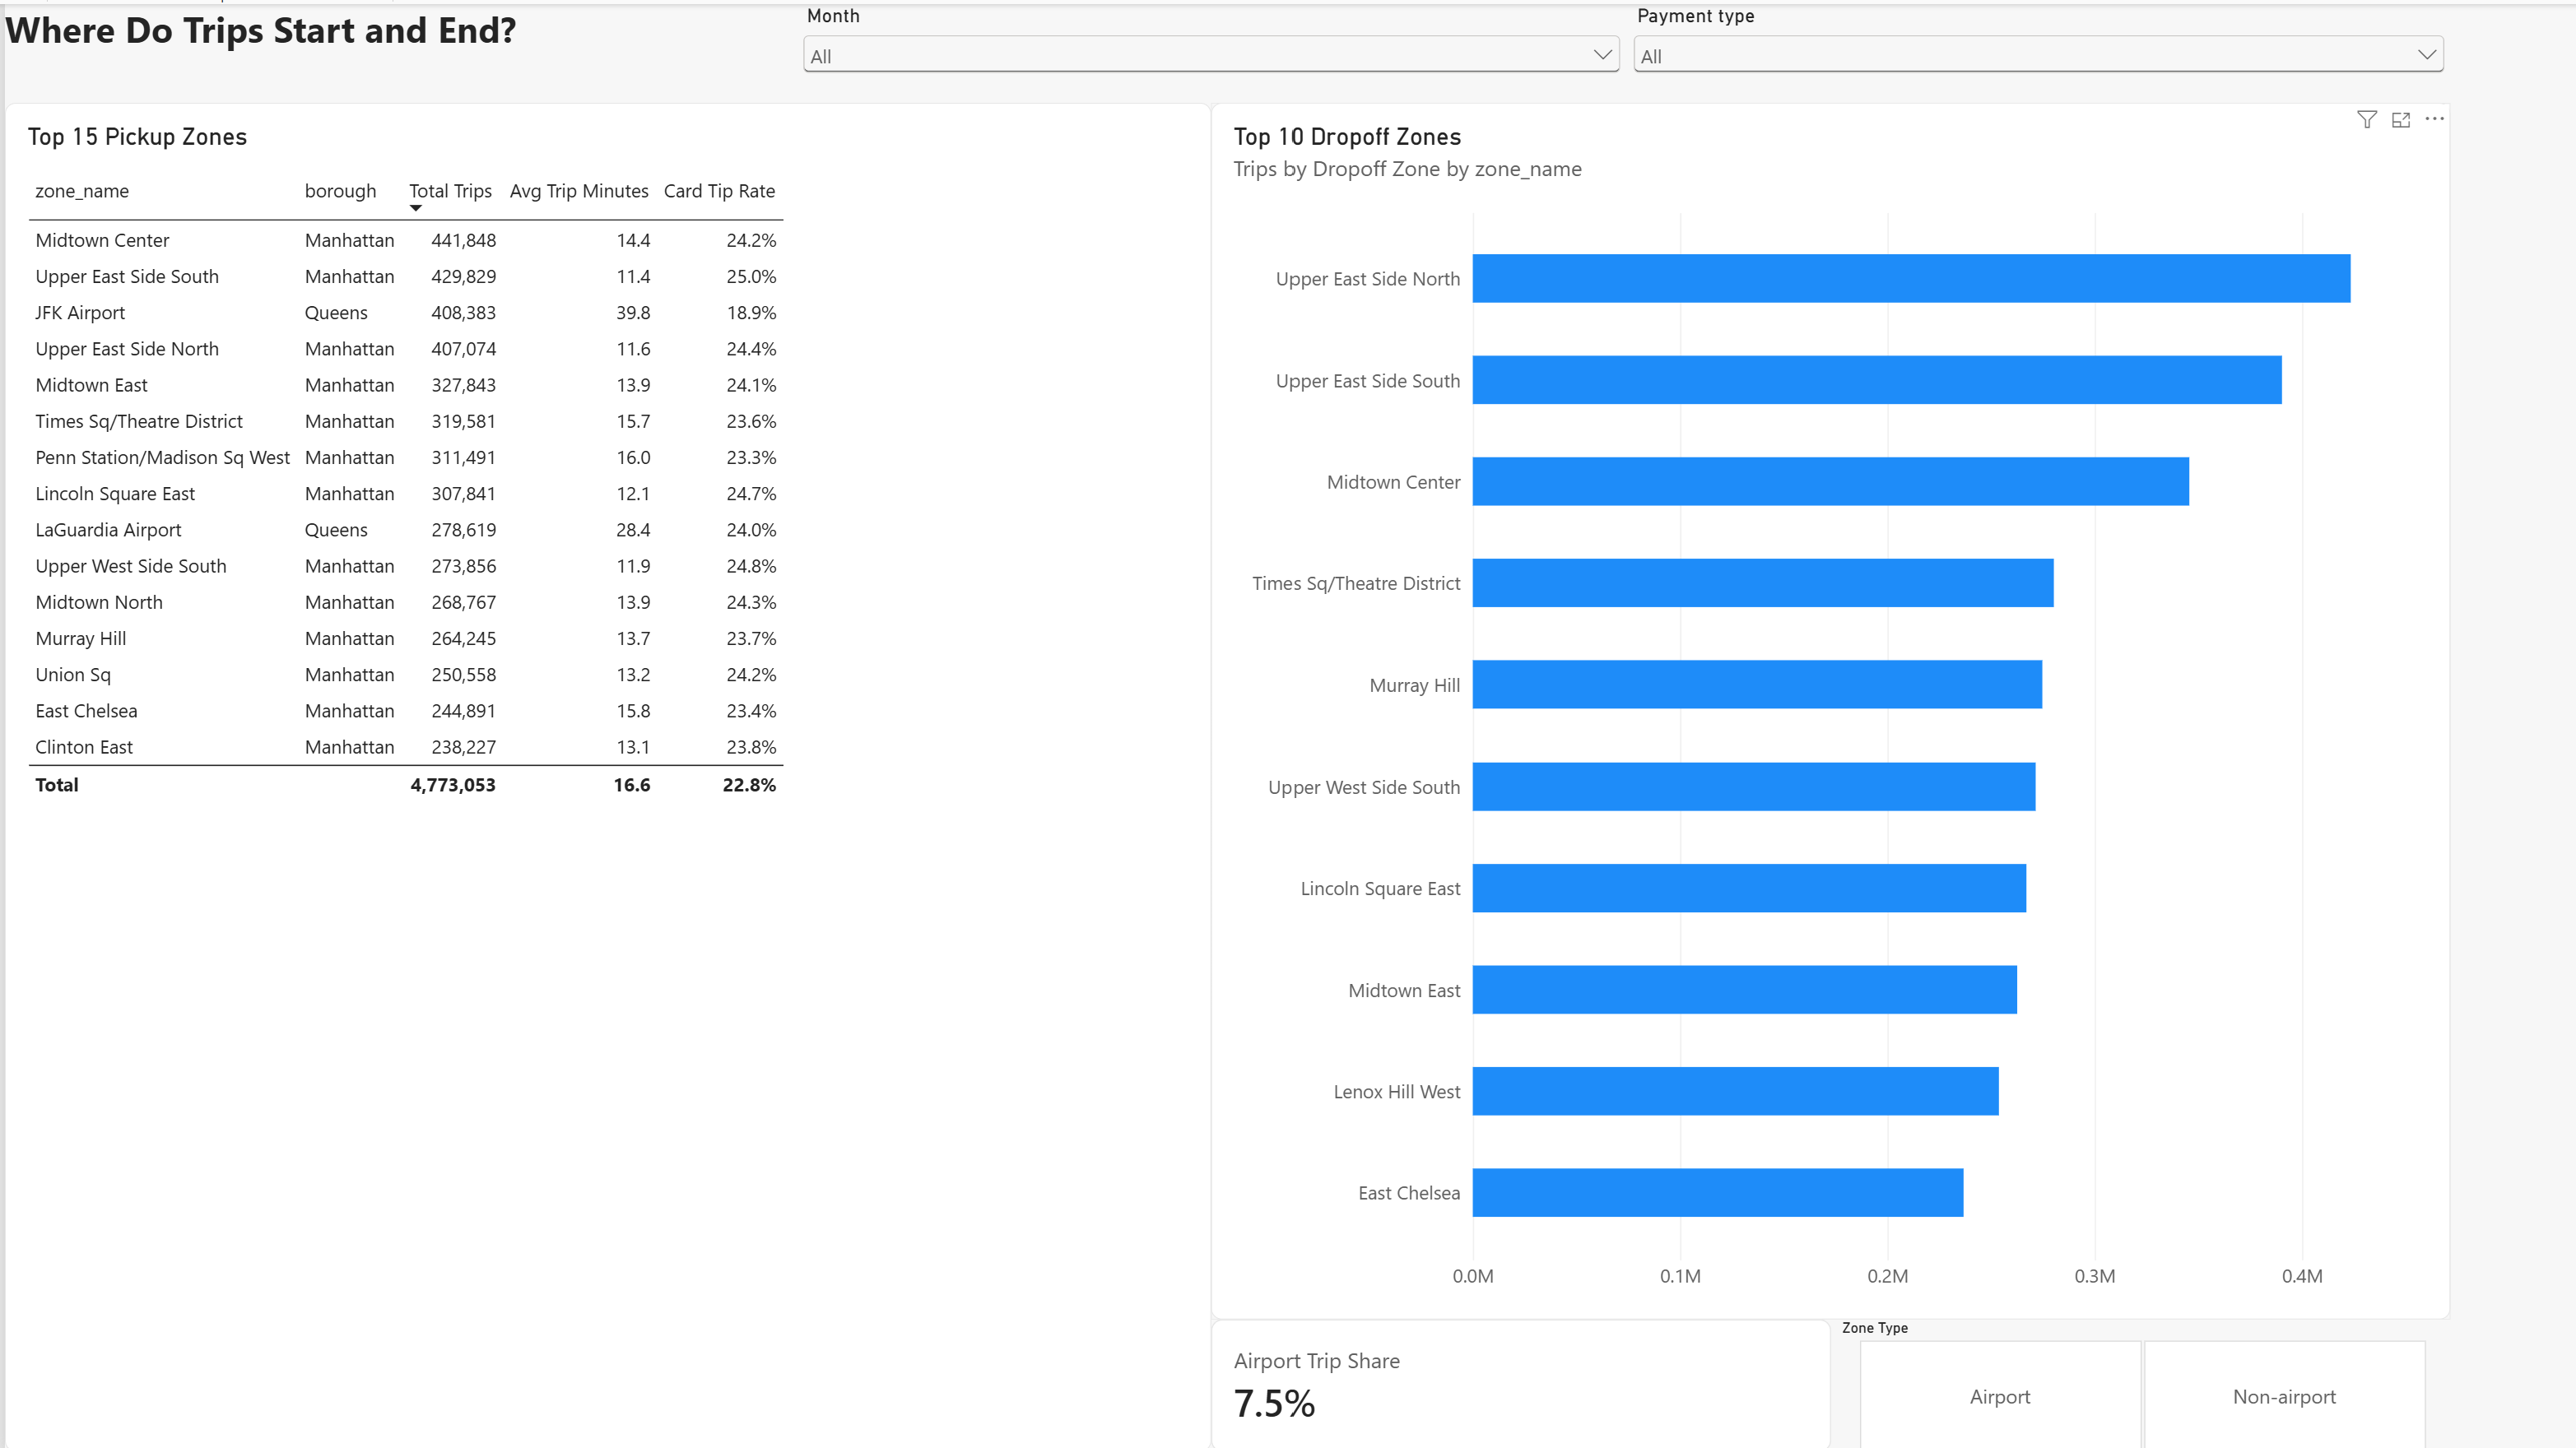 Where Do Trips Start and End?
Month
Payment type
All
All
Top 15 Pickup Zones
zone_name borough Total Trips Avg Trip Minutes Card Tip Rate
Midtown Center Manhattan 441,848 14.4 24.2%
Upper East Side South Manhattan 429,829 11.4 25.0%
JFK Airport Queens 408,383 39.8 18.9%
Upper East Side North Manhattan 407,074 11.6 24.4%
Midtown East Manhattan 327,843 13.9 24.1%
Times Sq/Theatre District Manhattan 319,581 15.7 23.6%
Penn Station/Madison Sq West Manhattan 311,491 16.0 23.3%
Lincoln Square East Manhattan 307,841 12.1 24.7%
LaGuardia Airport Queens 278,619 28.4 24.0%
Upper West Side South Manhattan 273,856 11.9 24.8%
Midtown North Manhattan 268,767 13.9 24.3%
Murray Hill Manhattan 264,245 13.7 23.7%
Union Sq Manhattan 250,558 13.2 24.2%
East Chelsea Manhattan 244,891 15.8 23.4%
Clinton East Manhattan 238,227 13.1 23.8%
Total 4,773,053 16.6 22.8%
Top 10 Dropoff Zones
Trips by Dropoff Zone by zone_name
Upper East Side North
Upper East Side South
Midtown Center
Times Sq/Theatre District
Murray Hill
Upper West Side South
Lincoln Square East
Midtown East
Lenox Hill West
East Chelsea
0.0M 0.1M 0.2M 0.3M 0.4M
Airport Trip Share
7.5%
Zone Type
Airport
Non-airport